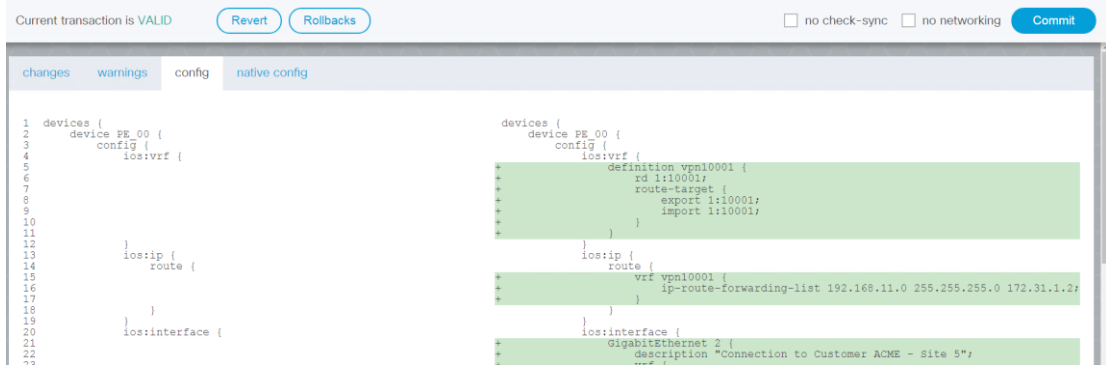 Current transaction is VALID Revert Rollbacks no check-sync no networking Commit
changes warnings config native config
1 devices { devices {
2 device PE_00 { device PE_00 {
3 config { config {
4 ios:vrf { ios:vrf {
5 + definition vpn10001 {
6 + rd 1:10001;
7 + route-target {
8 + export 1:10001;
9 + import 1:10001;
10 + }
11 + }
12 } }
13 ios:ip { ios:ip {
14 route { route {
15 + vrf vpn10001 {
16 + ip-route-forwarding-list 192.168.11.0 255.255.255.0 172.31.1.2;
17 + }
18 } }
19 } }
20 ios:interface { ios:interface {
21 + GigabitEthernet 2 {
22 + description "Connection to Customer ACME - Site 5";
23 + vrf {